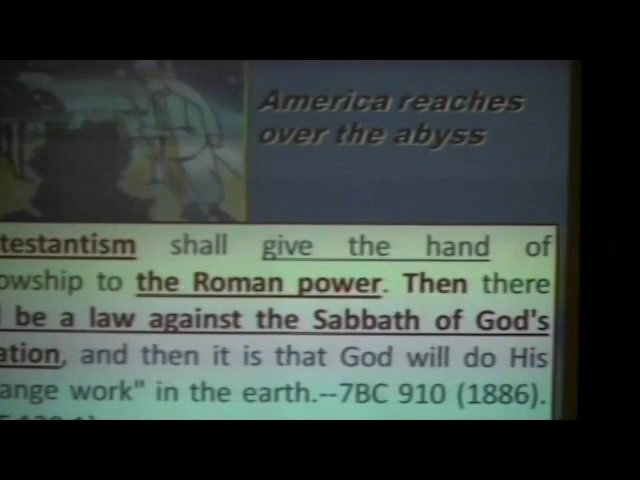 America reaches
over the abyss
testantism shall give the hand of
owship to the Roman power. Then there
be a law against the Sabbath of God's
ation, and then it is that God will do His
ange work" in the earth.--7BC 910 (1886).